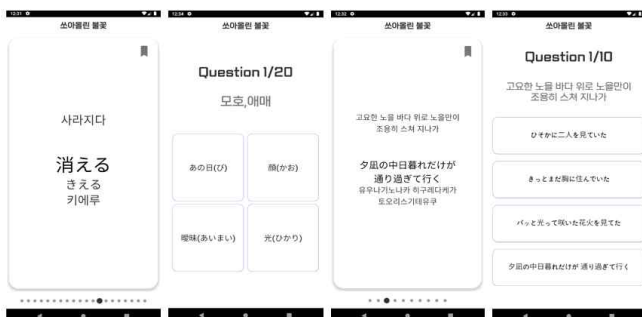 12:31
쏘아올린 불꽃
사라지다
消える
きえる
키에루
12:34
쏘아올린 불꽃
Question 1/20
모호,애매
あの日(び)
顔(かお)
曖昧(あいまい)
光(ひかり)
12:32
쏘아올린 불꽃
고요한 노을 바다 위로 노을만이
조용히 스쳐 지나가
夕凪の中日暮れだけが
通り過ぎて行く
유우나기노나카 히구레다케가
토오리스기테유쿠
12:33
쏘아올린 불꽃
Question 1/10
고요한 노을 바다 위로 노을만이
조용히 스쳐 지나가
ひそかに二人を見ていた
きっとまだ胸に住んでいた
パッと光って咲いた花火を見てた
夕凪の中日暮れだけが 通り過ぎて行く